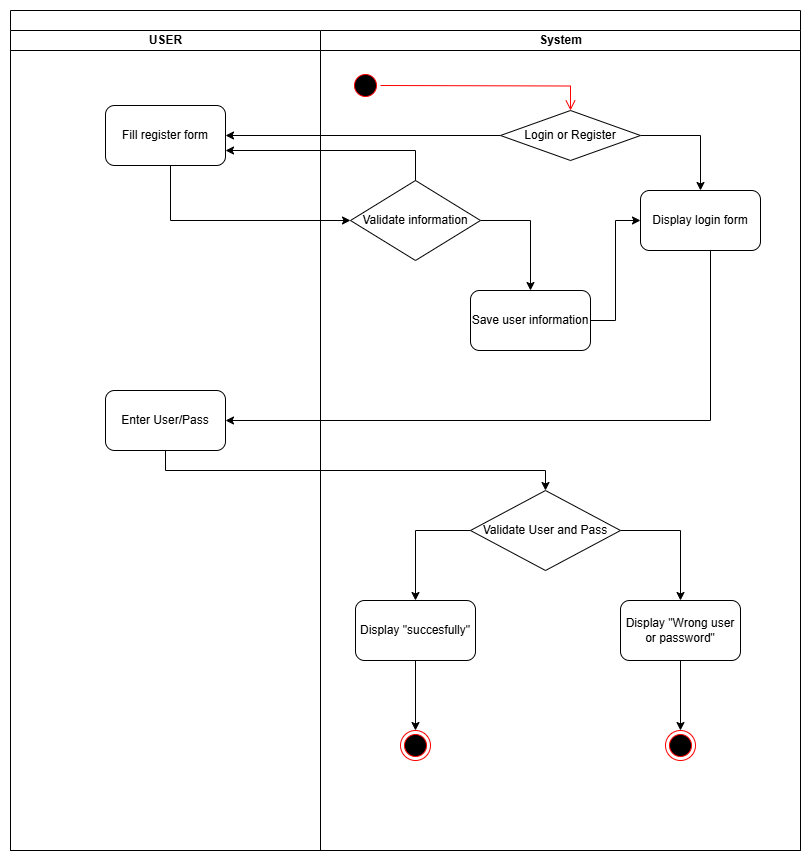 USER
System
Login or Register
Fill register form
Validate information
Display login form
Save user information
Enter User/Pass
Validate User and Pass
Display "succesfully"
Display "Wrong user
or password"